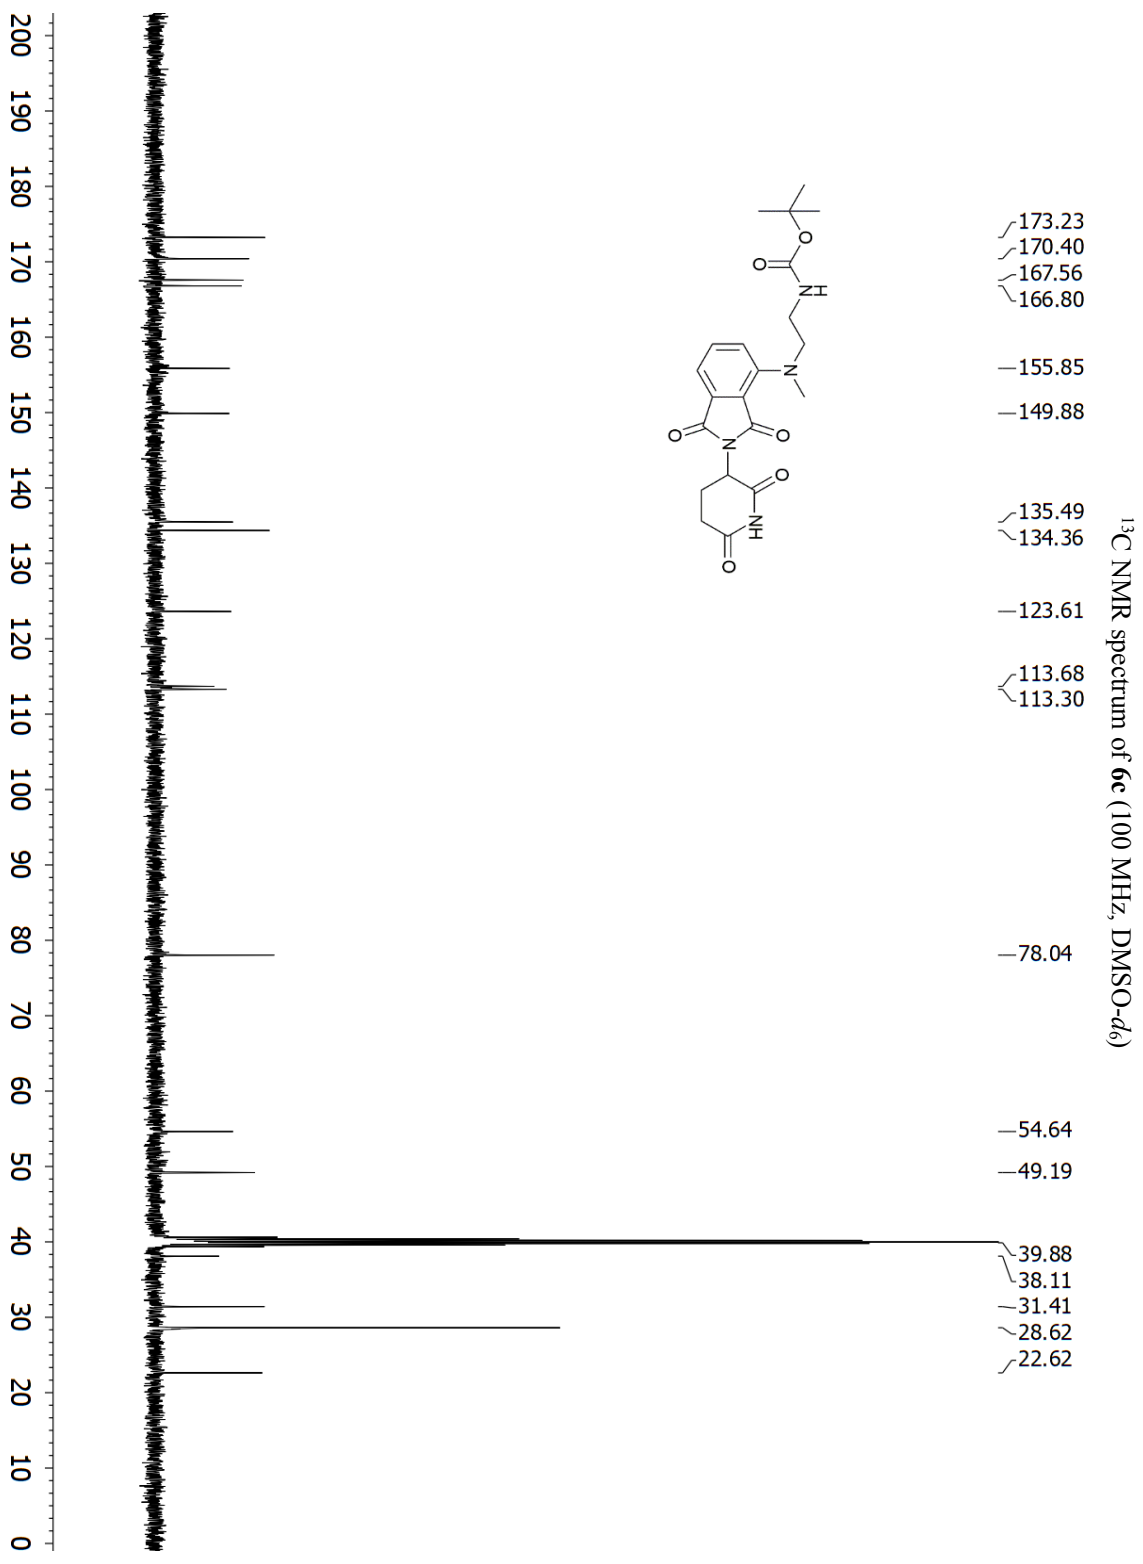 ¹³C NMR spectrum of 6c (100 MHz, DMSO-d₆)
173.23
170.40
167.56
166.80
155.85
149.88
135.49
134.36
123.61
113.68
113.30
78.04
54.64
49.19
39.88
38.11
31.41
28.62
22.62
O
O
NH
N
O
N
O
O
NH
O
200 190 180 170 160 150 140 130 120 110 100 90 80 70 60 50 40 30 20 10 0